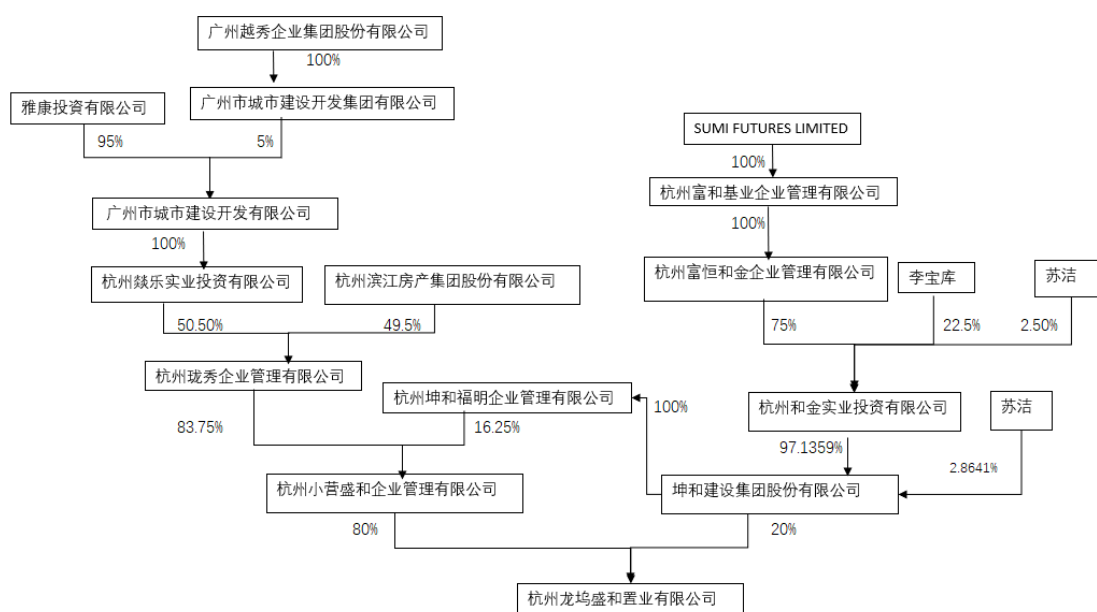 广州越秀企业集团股份有限公司
100%
雅康投資有限公司
广州市城市建设开发集团有限公司
95%
5%
SUMI FUTURES LIMITED
100%
杭州富和基业企业管理有限公司
广州市城市建设开发有限公司
100%
100%
杭州燚乐实业投资有限公司
杭州滨江房产集团股份有限公司
杭州富恒和金企业管理有限公司
李宝库
苏洁
50.50%
49.5%
75%
22.5%
2.50%
杭州珑秀企业管理有限公司
杭州坤和福明企业管理有限公司
100%
杭州和金实业投资有限公司
苏洁
83.75%
16.25%
97.1359%
2.8641%
杭州小营盛和企业管理有限公司
坤和建设集团股份有限公司
80%
20%
杭州龙坞盛和置业有限公司